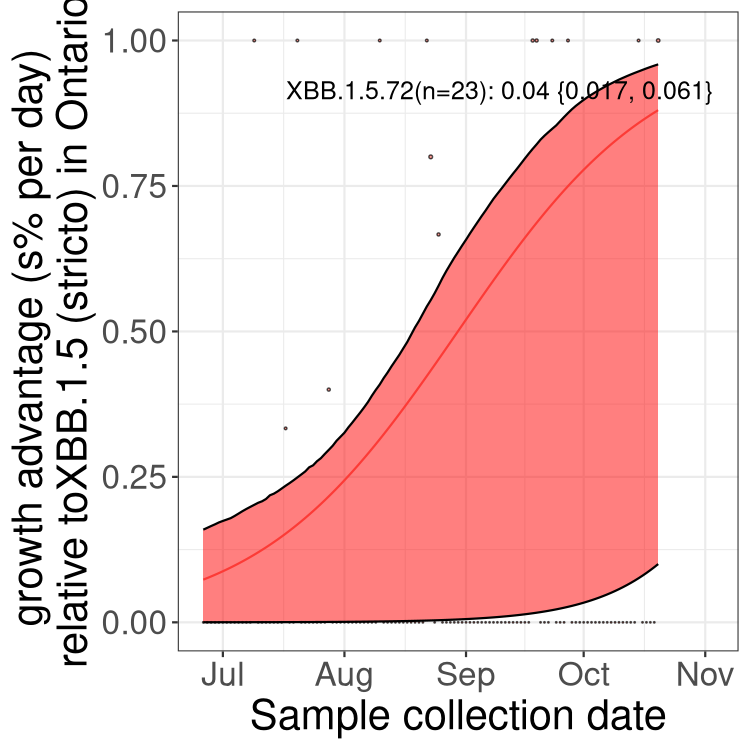 growth advantage (s% per day)
relative toXBB.1.5 (stricto) in Ontario
1.00
0.75
0.50
0.25
0.00
XBB.1.5.72(n=23): 0.04 {0.017, 0.061}
Jul Aug Sep Oct Nov
Sample collection date